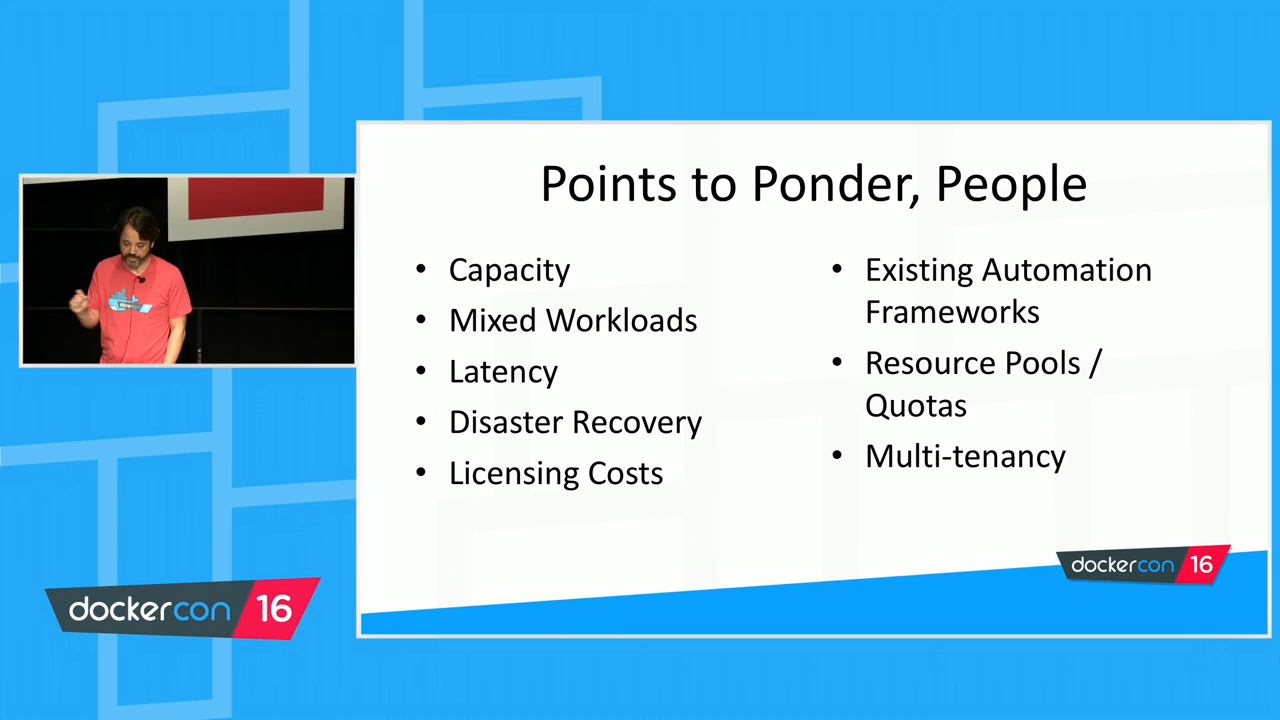 Points to Ponder, People
• Capacity
• Mixed Workloads
• Latency
• Disaster Recovery
• Licensing Costs
• Existing Automation
Frameworks
• Resource Pools /
Quotas
• Multi-tenancy
dockercon 16
dockercon 16